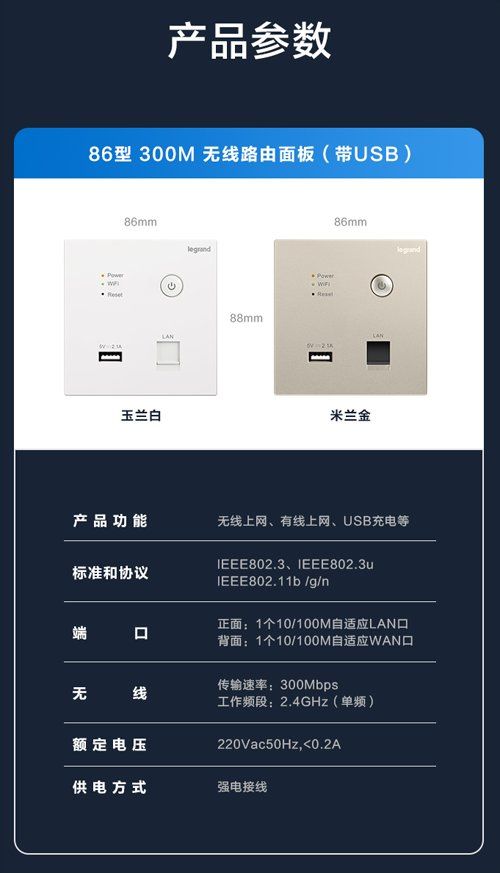 产品参数
86型 300M 无线路由面板（带USB）
86mm
86mm
legrand
Power
WiFi
Reset
LAN
5V⎓2.1A
88mm
legrand
Power
WiFi
Reset
LAN
5V⎓2.1A
玉兰白
米兰金
产品功能
无线上网、有线上网、USB充电等
标准和协议
IEEE802.3、IEEE802.3u
IEEE802.11b /g/n
端口
正面：1个10/100M自适应LAN口
背面：1个10/100M自适应WAN口
无线
传输速率：300Mbps
工作频段：2.4GHz（单频）
额定电压
220Vac50Hz,<0.2A
供电方式
强电接线